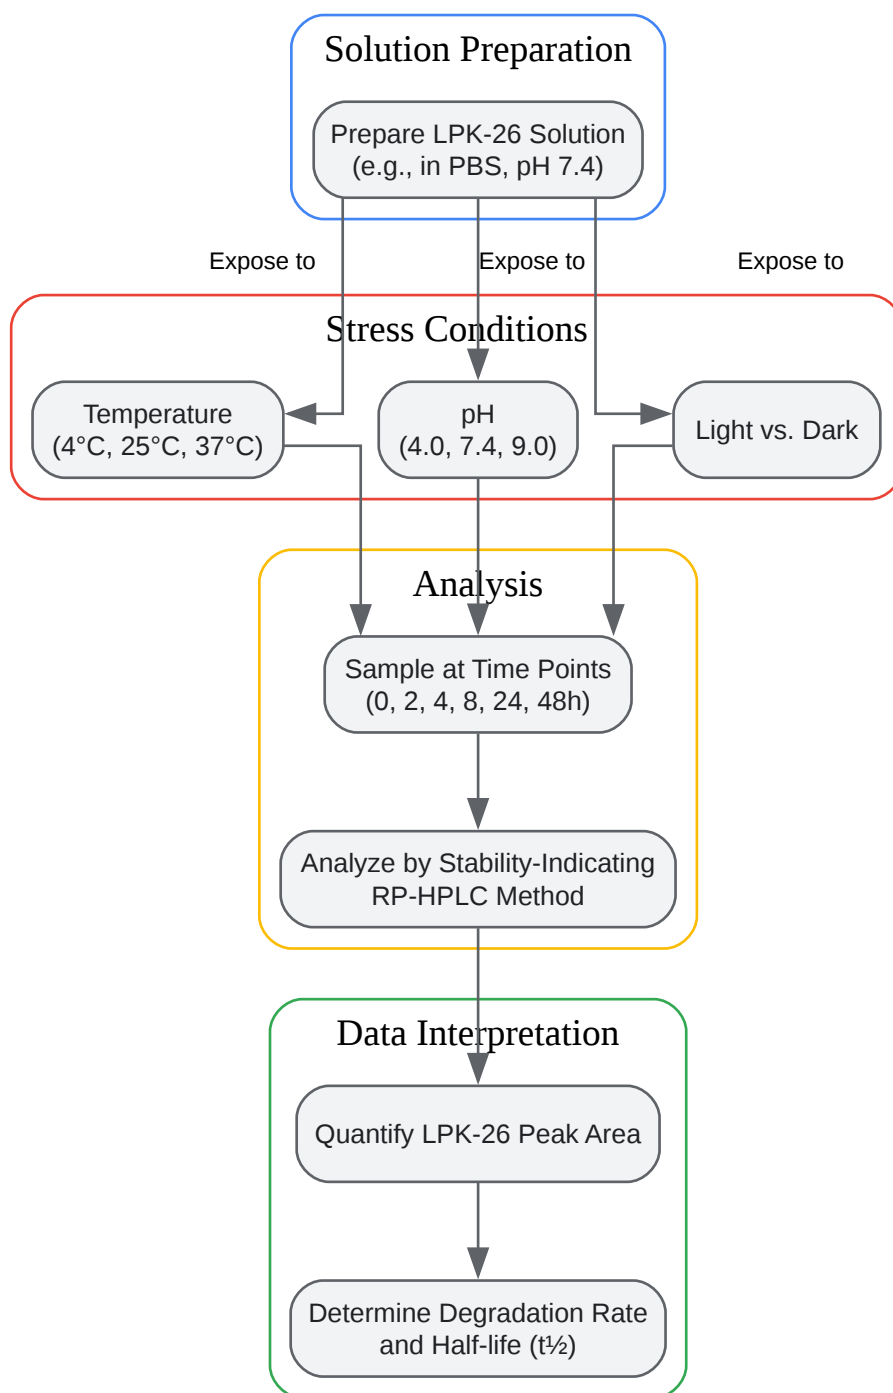 Solution Preparation
Prepare LPK-26 Solution
(e.g., in PBS, pH 7.4)
Expose to
Expose to
Expose to
Stress Conditions
Temperature
(4°C, 25°C, 37°C)
pH
(4.0, 7.4, 9.0)
Light vs. Dark
Analysis
Sample at Time Points
(0, 2, 4, 8, 24, 48h)
Analyze by Stability-Indicating
RP-HPLC Method
Data Interpretation
Quantify LPK-26 Peak Area
Determine Degradation Rate
and Half-life (t½)